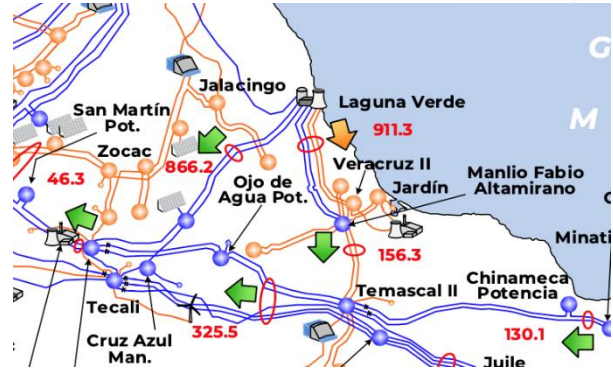 G
Jalacingo
Laguna Verde
M
San Martín
Pot.
911.3
Zocac
866.2
Veracruz II
46.3
Manlio Fabio
Altamirano
Jardín
Ojo de
Agua Pot.
Minati
156.3
Chinameca
Potencia
Tecali
Temascal II
325.5
130.1
Cruz Azul
Man.
Juile